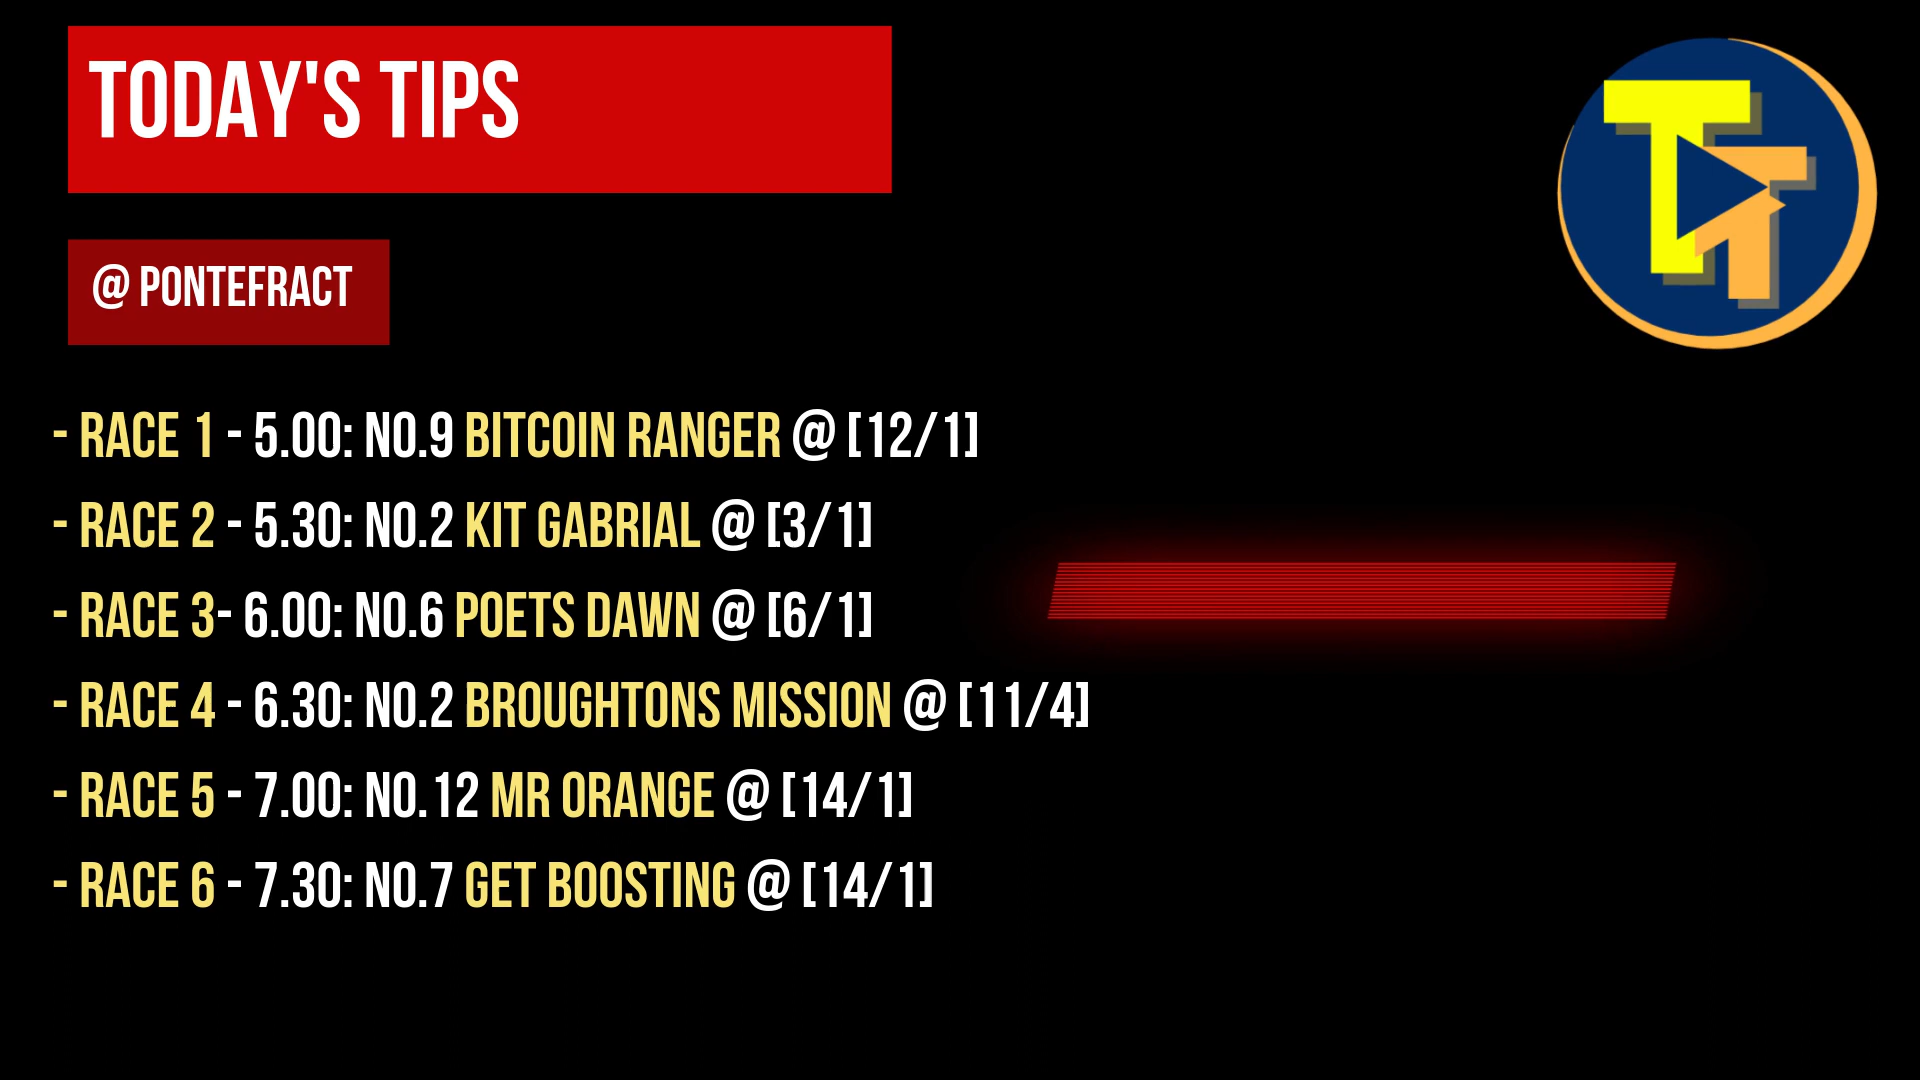 TODAY'S TIPS
@ PONTEFRACT
- RACE 1 - 5.00: NO.9 BITCOIN RANGER @ [12/1]
- RACE 2 - 5.30: NO.2 KIT GABRIAL @ [3/1]
- RACE 3- 6.00: NO.6 POETS DAWN @ [6/1]
- RACE 4 - 6.30: NO.2 BROUGHTONS MISSION @ [11/4]
- RACE 5 - 7.00: NO.12 MR ORANGE @ [14/1]
- RACE 6 - 7.30: NO.7 GET BOOSTING @ [14/1]